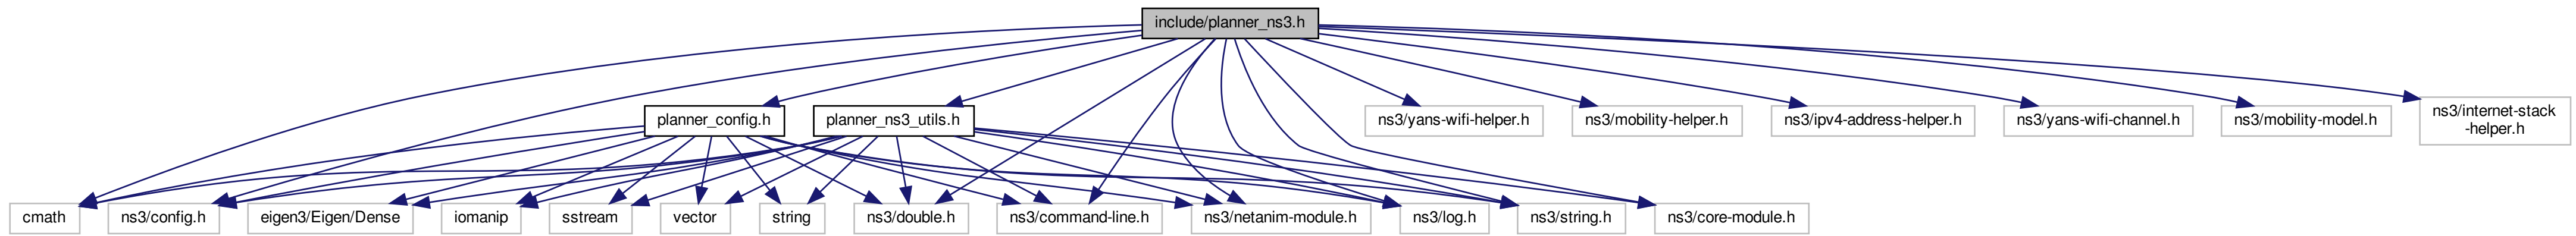 include/planner_ns3.h
planner_config.h
planner_ns3_utils.h
ns3/yans-wifi-helper.h
ns3/mobility-helper.h
ns3/ipv4-address-helper.h
ns3/yans-wifi-channel.h
ns3/mobility-model.h
ns3/internet-stack
-helper.h
cmath
ns3/config.h
eigen3/Eigen/Dense
iomanip
sstream
vector
string
ns3/double.h
ns3/command-line.h
ns3/netanim-module.h
ns3/log.h
ns3/string.h
ns3/core-module.h